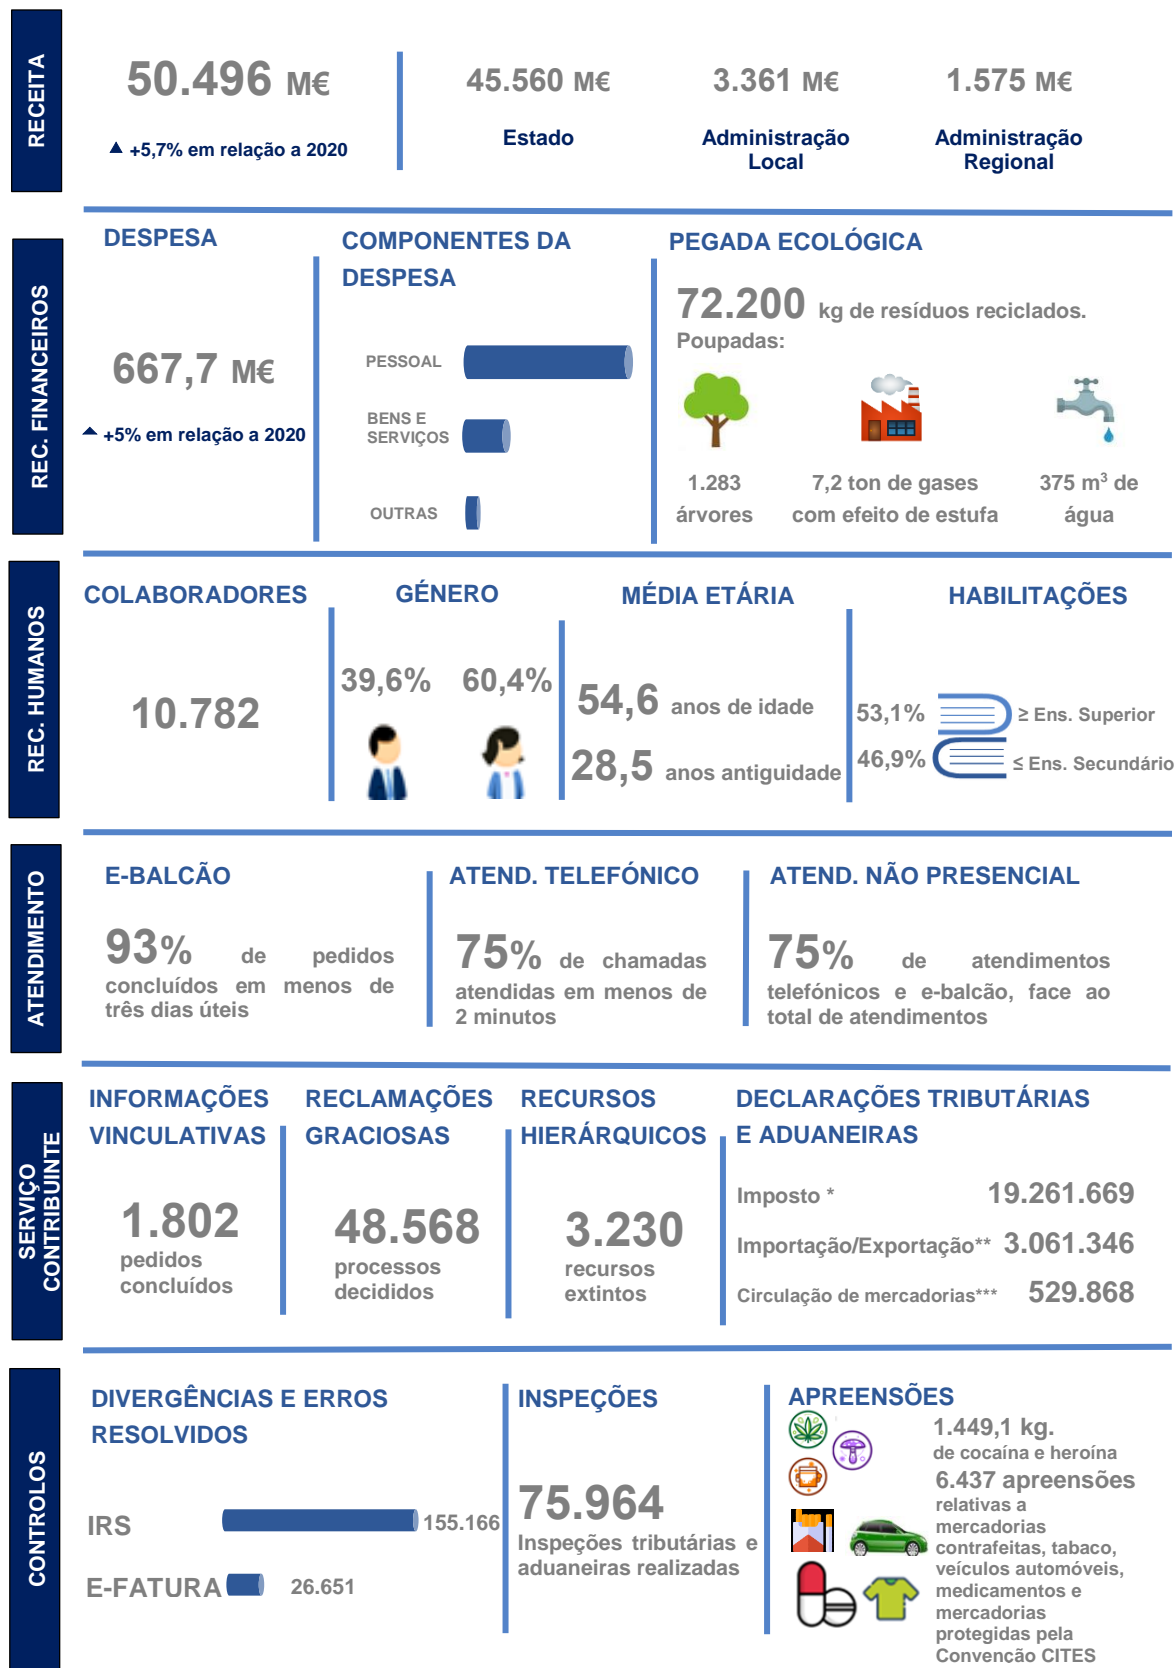 RECEITA
50.496 M€
+5,7% em relação a 2020
45.560 M€
Estado
3.361 M€
Administração
Local
1.575 M€
Administração
Regional
REC. FINANCEIROS
DESPESA
667,7 M€
+5% em relação a 2020
COMPONENTES DA
DESPESA
PESSOAL
BENS E
SERVIÇOS
OUTRAS
PEGADA ECOLÓGICA
72.200 kg de resíduos reciclados.
Poupadas:
1.283
árvores
7,2 ton de gases
com efeito de estufa
375 m³ de
água
REC. HUMANOS
COLABORADORES
10.782
GÉNERO
39,6% 60,4%
MÉDIA ETÁRIA
54,6 anos de idade
28,5 anos antiguidade
HABILITAÇÕES
53,1% ≥ Ens. Superior
46,9% ≤ Ens. Secundário
ATENDIMENTO
E-BALCÃO
93% de pedidos
concluídos em menos de
três dias úteis
ATEND. TELEFÓNICO
75% de chamadas
atendidas em menos de
2 minutos
ATEND. NÃO PRESENCIAL
75% de atendimentos
telefónicos e e-balcão, face ao
total de atendimentos
SERVIÇO
CONTRIBUINTE
INFORMAÇÕES
VINCULATIVAS
1.802
pedidos
concluídos
RECLAMAÇÕES
GRACIOSAS
48.568
processos
decididos
RECURSOS
HIERÁRQUICOS
3.230
recursos
extintos
DECLARAÇÕES TRIBUTÁRIAS
E ADUANEIRAS
Imposto * 19.261.669
Importação/Exportação** 3.061.346
Circulação de mercadorias*** 529.868
CONTROLOS
DIVERGÊNCIAS E ERROS
RESOLVIDOS
IRS 155.166
E-FATURA 26.651
INSPEÇÕES
75.964
Inspeções tributárias e
aduaneiras realizadas
APREENSÕES
1.449,1 kg.
de cocaína e heroína
6.437 apreensões
relativas a
mercadorias
contrafeitas, tabaco,
veículos automóveis,
medicamentos e
mercadorias
protegidas pela
Convenção CITES